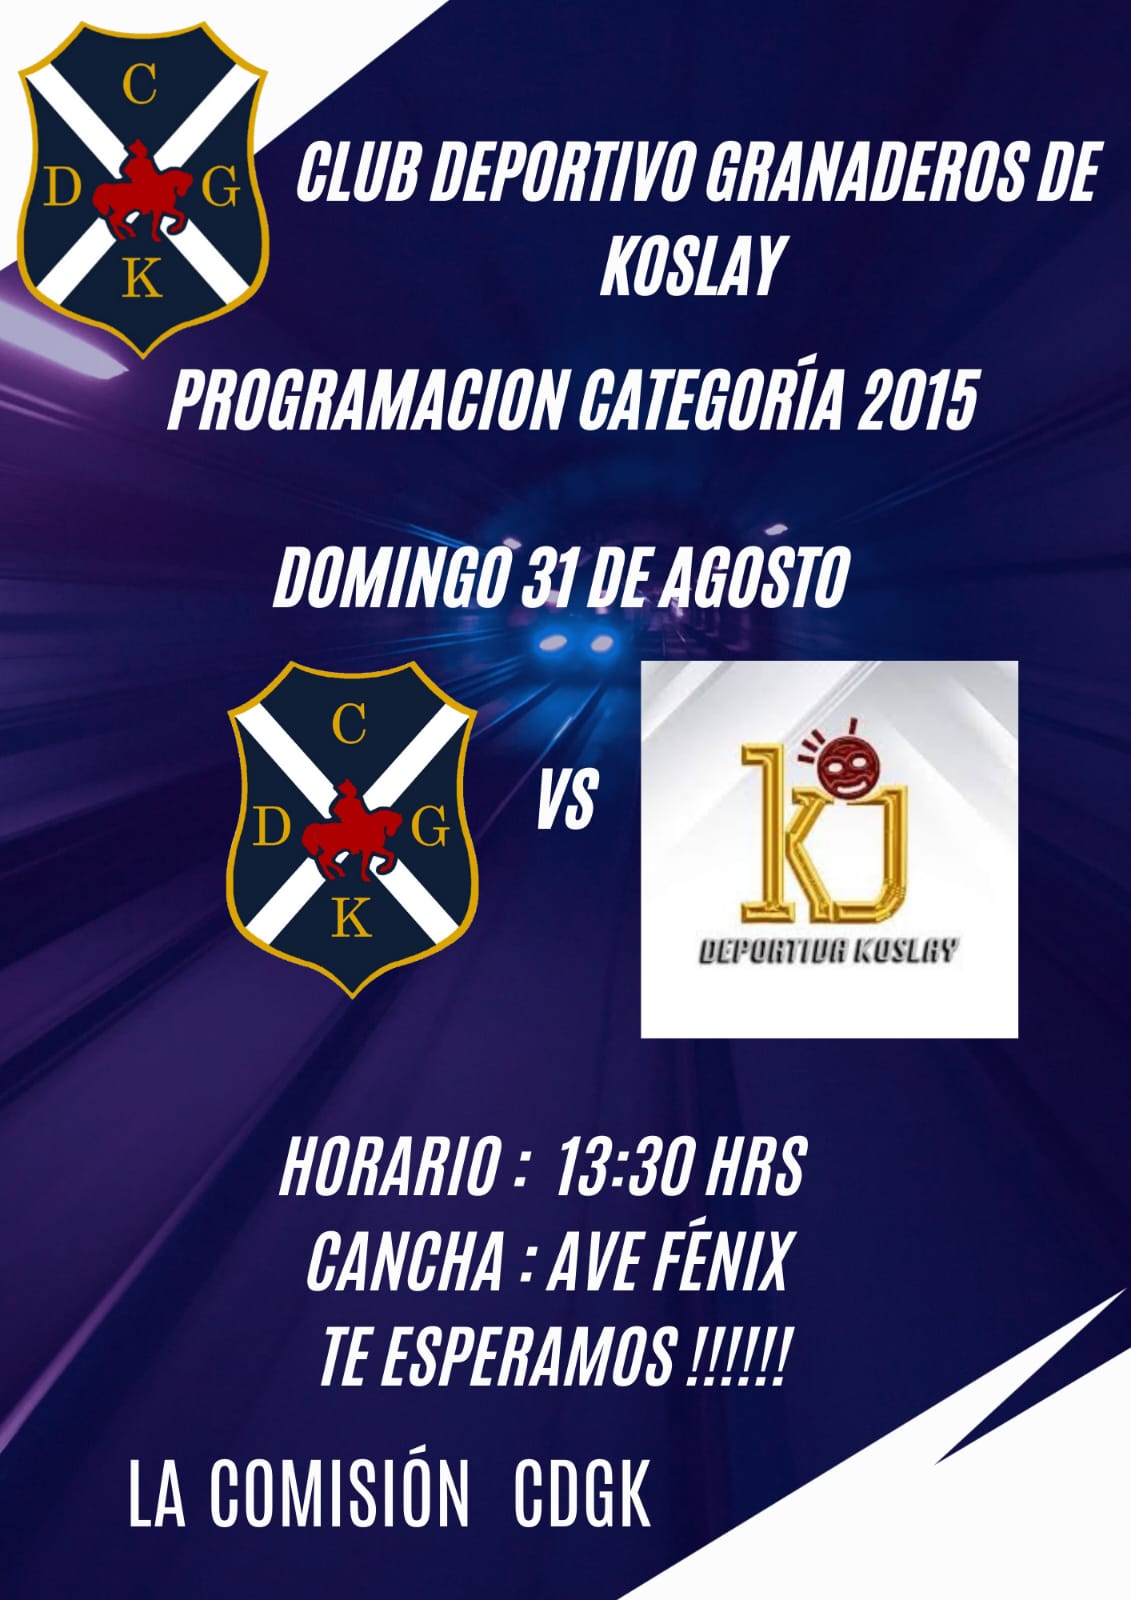 C
D G
K
CLUB DEPORTIVO GRANADEROS DE
KOSLAY
PROGRAMACION CATEGORÍA 2015
DOMINGO 31 DE AGOSTO
C
D G
K
VS
KJ
DEPORTIVA KOSLAY
HORARIO : 13:30 HRS
CANCHA : AVE FÉNIX
TE ESPERAMOS !!!!!!
LA COMISIÓN CDGK